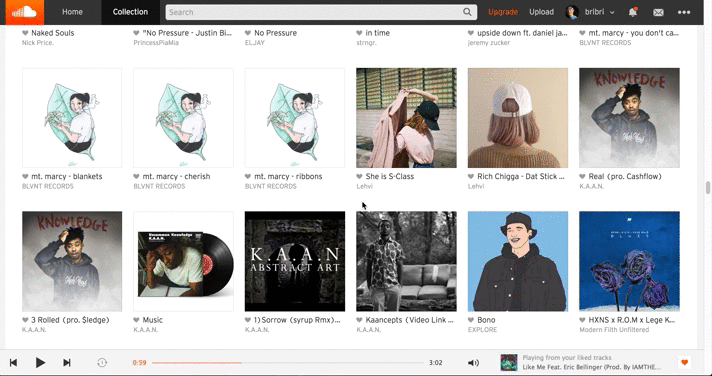 Home
Collection
Search
Upgrade
Upload
bribri
Naked Souls
Nick Price.
"No Pressure - Justin Bi...
PrincessPiaMia
No Pressure
ELJAY
in time
strngr.
upside down ft. daniel ja...
jeremy zucker
mt. marcy - you don't ca...
BLVNT RECORDS
KNOWLEDGE
mt. marcy - blankets
BLVNT RECORDS
mt. marcy - cherish
BLVNT RECORDS
mt. marcy - ribbons
BLVNT RECORDS
She is S-Class
Lehvi
Rich Chigga - Dat Stick ...
Lehvi
Real (pro. Cashflow)
K.A.A.N.
KNOWLEDGE
Uncommon Knowledge
K.A.A.N.
K.A.A.N
ABSTRACT ART
3 Rolled (pro. $ledge)
K.A.A.N.
Music
K.A.A.N.
1)Sorrow (syrup Rmx)...
K.A.A.N.
Kaancepts (Video Link ...
K.A.A.N.
Bono
EXPLORE
HXNS x R.O.M x Lege K...
Modern Filth Unfiltered
0:59
3:02
Playing from your liked tracks
Like Me Feat. Eric Bellinger (Prod. By IAMTHE...